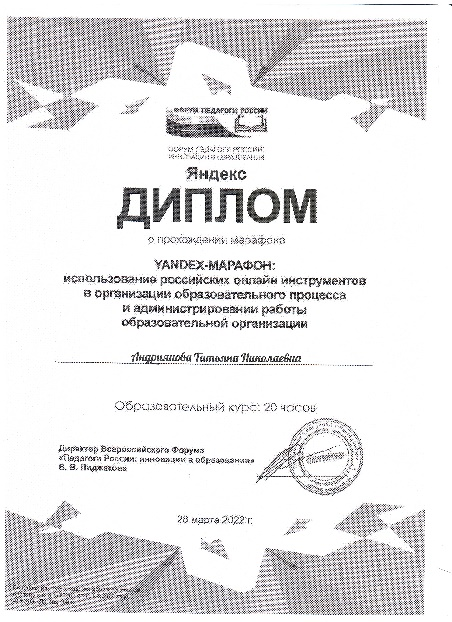 ФОРУМ ПЕДАГОГИ РОССИИ
ФОРУМ ПЕДАГОГИ РОССИИ:
ИННОВАЦИИ В ОБРАЗОВАНИИ
Яндекс
ДИПЛОМ
о прохождении марафона
YANDEX-МАРАФОН:
использование российских онлайн инструментов
в организации образовательного процесса
и администрировании работы
образовательной организации
Андриянова Татьяна Николаевна
Образовательный курс: 20 часов
Директор Всероссийского Форума
«Педагоги России: инновации в образовании»
28 марта 2022 г.